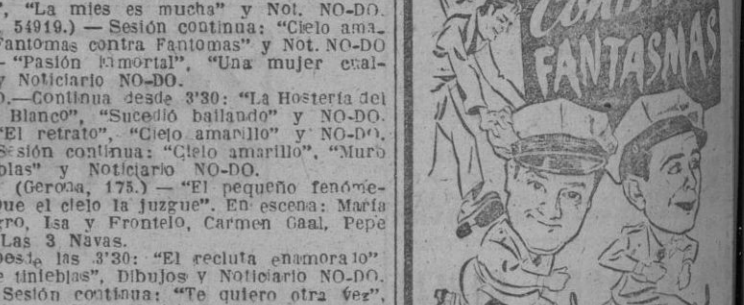 ", "La mies es mucha" y Not. NO-DO.
, 54919.) — Sesión continua: "Cielo ama-
Fantomas contra Fantomas" y Not. NO-DO
- "Pasión inmortal", "Una mujer cual-
y Noticiario NO-DO.
O.—Continua desde 3'30: "La Hostería del
Blanco", "Sucedió bailando" y NO-DO.
"El retrato", "Cielo amarillo" y NO-DO.
Sesión continua: "Cielo amarillo", "Muro
blas" y Noticiario NO-DO.
(Gerona, 175.) — "El pequeño fenóme-
que el cielo la juzgue". En escena: María
gro, Isa y Frontelo, Carmen Gaal, Pepe
Las 3 Navas.
Desde las 3'30: "El recluta enamorado"
e tinieblas", Dibujos y Noticiario NO-DO.
Sesión continua: "Te quiero otra vez",
FANTASMAS